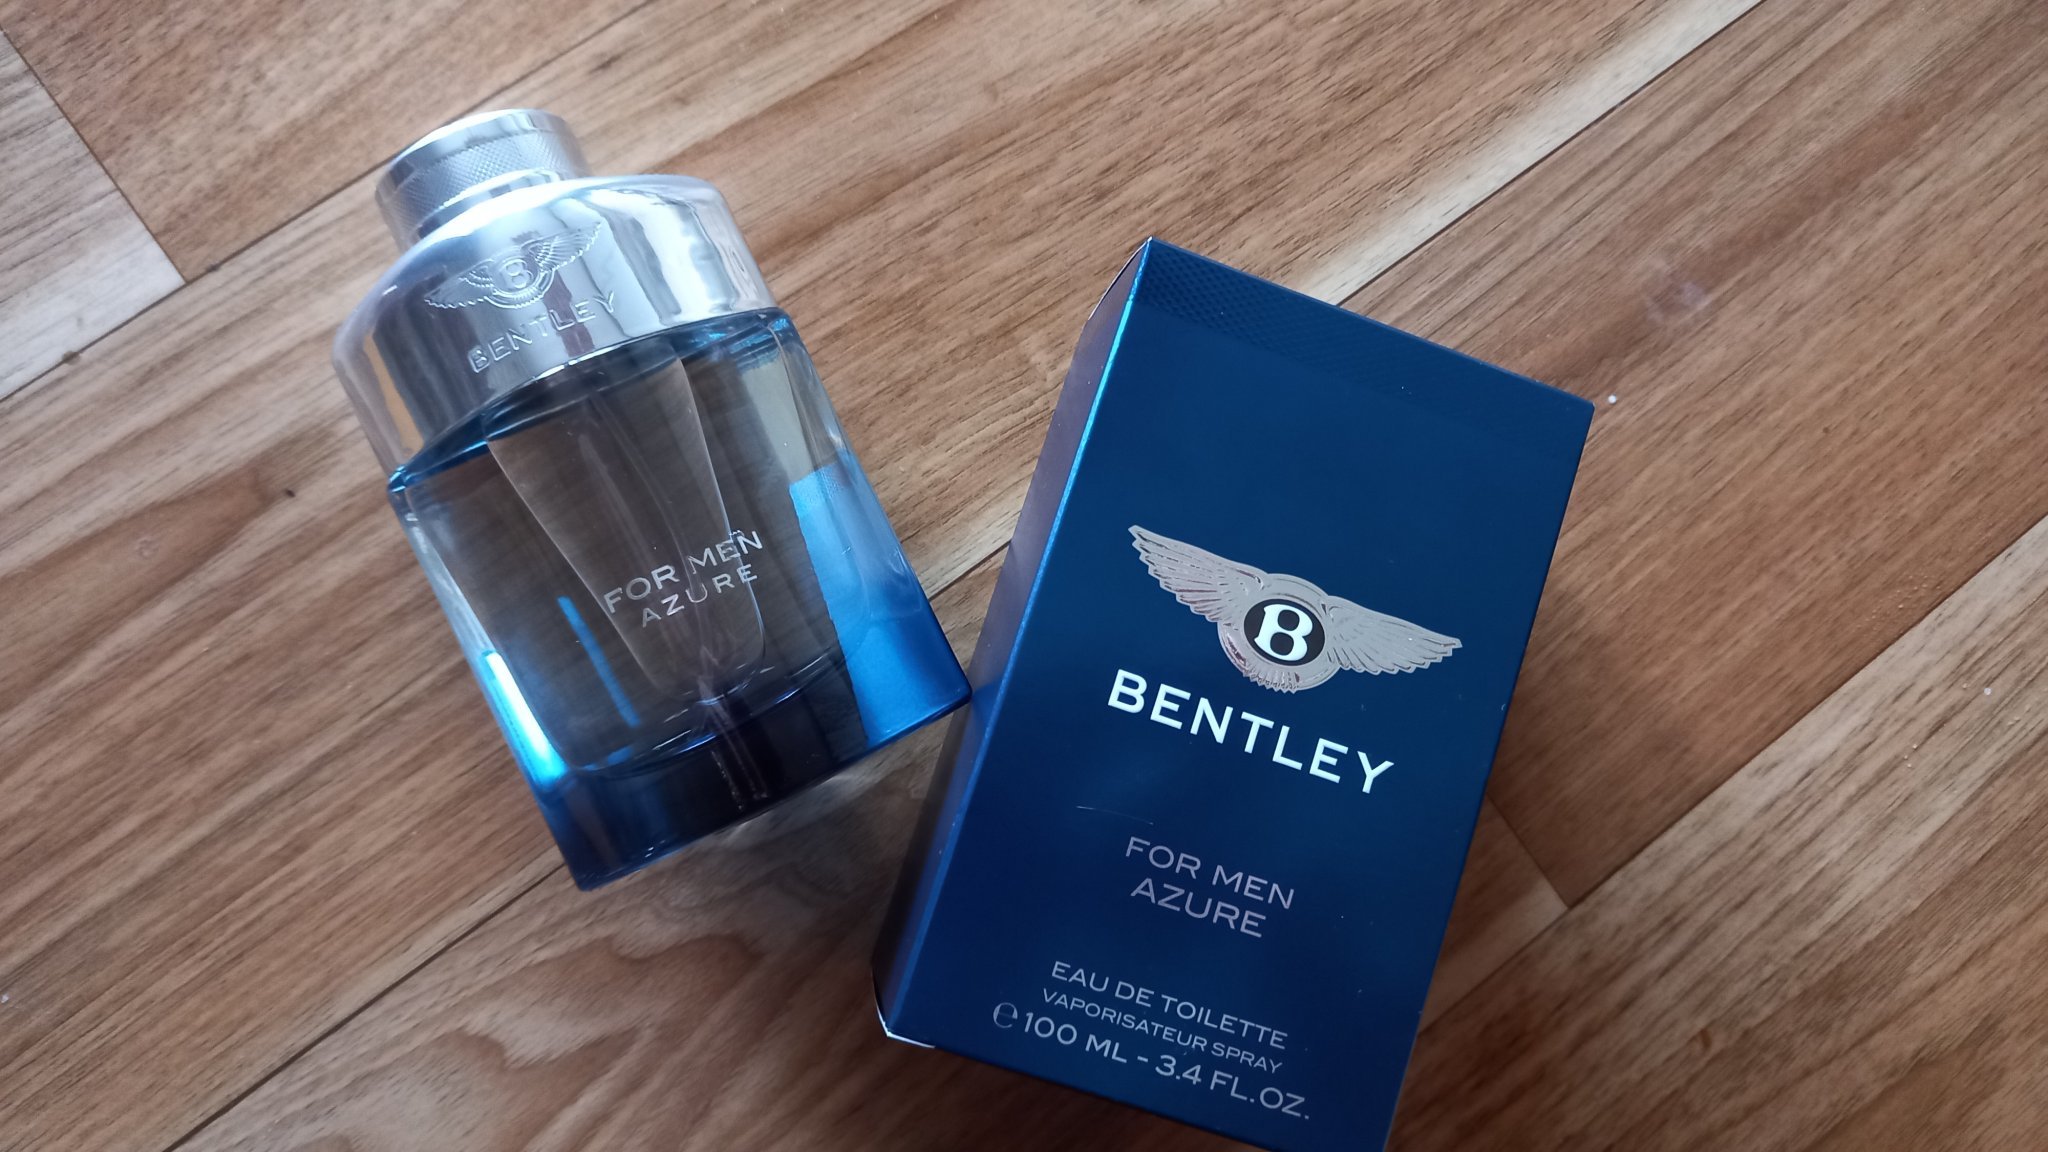 B
BENTLEY
FOR MEN
AZURE
B
BENTLEY
FOR MEN
AZURE
EAU DE TOILETTE
VAPORISATEUR SPRAY
℮ 100 ML - 3.4 FL.OZ.